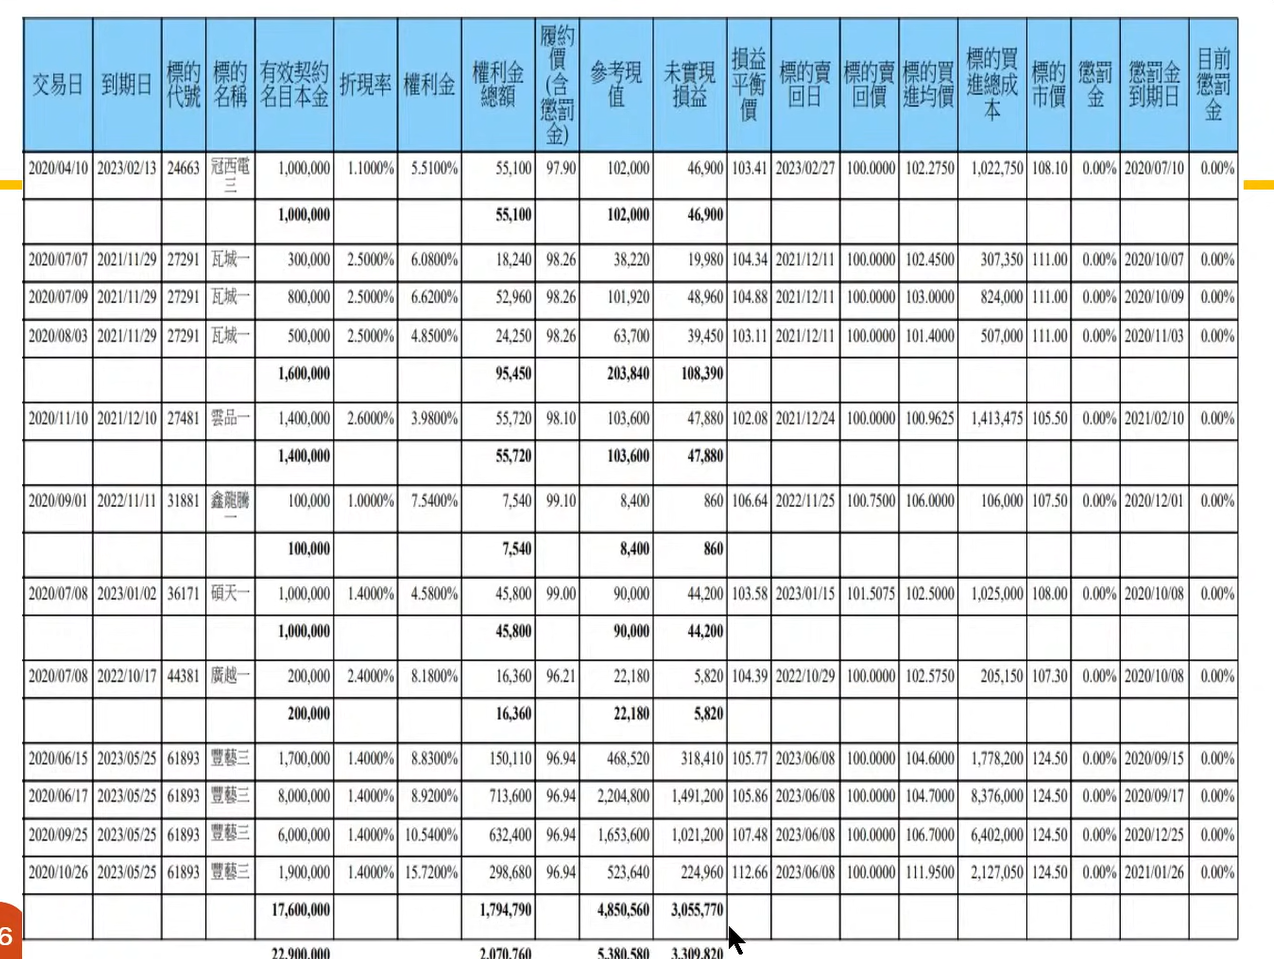 交易日 到期日 標的代號 標的名稱 有效契約名目本金 折現率 權利金 權利金總額 履約價(含懲罰金) 參考現值 未實現損益 損益平衡價 標的賣回日 標的賣回價 標的買進均價 標的買進總成本 標的市價 懲罰金 懲罰金到期日 目前懲罰金
2020/04/10 2023/02/13 24663 冠西電三 1,000,000 1.1000% 5.5100% 55,100 97.90 102,000 46,900 103.41 2023/02/27 100.0000 102.2750 1,022,750 108.10 0.00% 2020/07/10 0.00%
1,000,000 55,100 102,000 46,900
2020/07/07 2021/11/29 27291 瓦城一 300,000 2.5000% 6.0800% 18,240 98.26 38,220 19,980 104.34 2021/12/11 100.0000 102.4500 307,350 111.00 0.00% 2020/10/07 0.00%
2020/07/09 2021/11/29 27291 瓦城一 800,000 2.5000% 6.6200% 52,960 98.26 101,920 48,960 104.88 2021/12/11 100.0000 103.0000 824,000 111.00 0.00% 2020/10/09 0.00%
2020/08/03 2021/11/29 27291 瓦城一 500,000 2.5000% 4.8500% 24,250 98.26 63,700 39,450 103.11 2021/12/11 100.0000 101.4000 507,000 111.00 0.00% 2020/11/03 0.00%
1,600,000 95,450 203,840 108,390
2020/11/10 2021/12/10 27481 雲品一 1,400,000 2.6000% 3.9800% 55,720 98.10 103,600 47,880 102.08 2021/12/24 100.0000 100.9625 1,413,475 105.50 0.00% 2021/02/10 0.00%
1,400,000 55,720 103,600 47,880
2020/09/01 2022/11/11 31881 鑫龍騰一 100,000 1.0000% 7.5400% 7,540 99.10 8,400 860 106.64 2022/11/25 100.7500 106.0000 106,000 107.50 0.00% 2020/12/01 0.00%
100,000 7,540 8,400 860
2020/07/08 2023/01/02 36171 碩天一 1,000,000 1.4000% 4.5800% 45,800 99.00 90,000 44,200 103.58 2023/01/15 101.5075 102.5000 1,025,000 108.00 0.00% 2020/10/08 0.00%
1,000,000 45,800 90,000 44,200
2020/07/08 2022/10/17 44381 廣越一 200,000 2.4000% 8.1800% 16,360 96.21 22,180 5,820 104.39 2022/10/29 100.0000 102.5750 205,150 107.30 0.00% 2020/10/08 0.00%
200,000 16,360 22,180 5,820
2020/06/15 2023/05/25 61893 豐藝三 1,700,000 1.4000% 8.8300% 150,110 96.94 468,520 318,410 105.77 2023/06/08 100.0000 104.6000 1,778,200 124.50 0.00% 2020/09/15 0.00%
2020/06/17 2023/05/25 61893 豐藝三 8,000,000 1.4000% 8.9200% 713,600 96.94 2,204,800 1,491,200 105.86 2023/06/08 100.0000 104.7000 8,376,000 124.50 0.00% 2020/09/17 0.00%
2020/09/25 2023/05/25 61893 豐藝三 6,000,000 1.4000% 10.5400% 632,400 96.94 1,653,600 1,021,200 107.48 2023/06/08 100.0000 106.7000 6,402,000 124.50 0.00% 2020/12/25 0.00%
2020/10/26 2023/05/25 61893 豐藝三 1,900,000 1.4000% 15.7200% 298,680 96.94 523,640 224,960 112.66 2023/06/08 100.0000 111.9500 2,127,050 124.50 0.00% 2021/01/26 0.00%
17,600,000 1,794,790 4,850,560 3,055,770
22,900,000 2,070,760 5,380,580 3,309,820
6